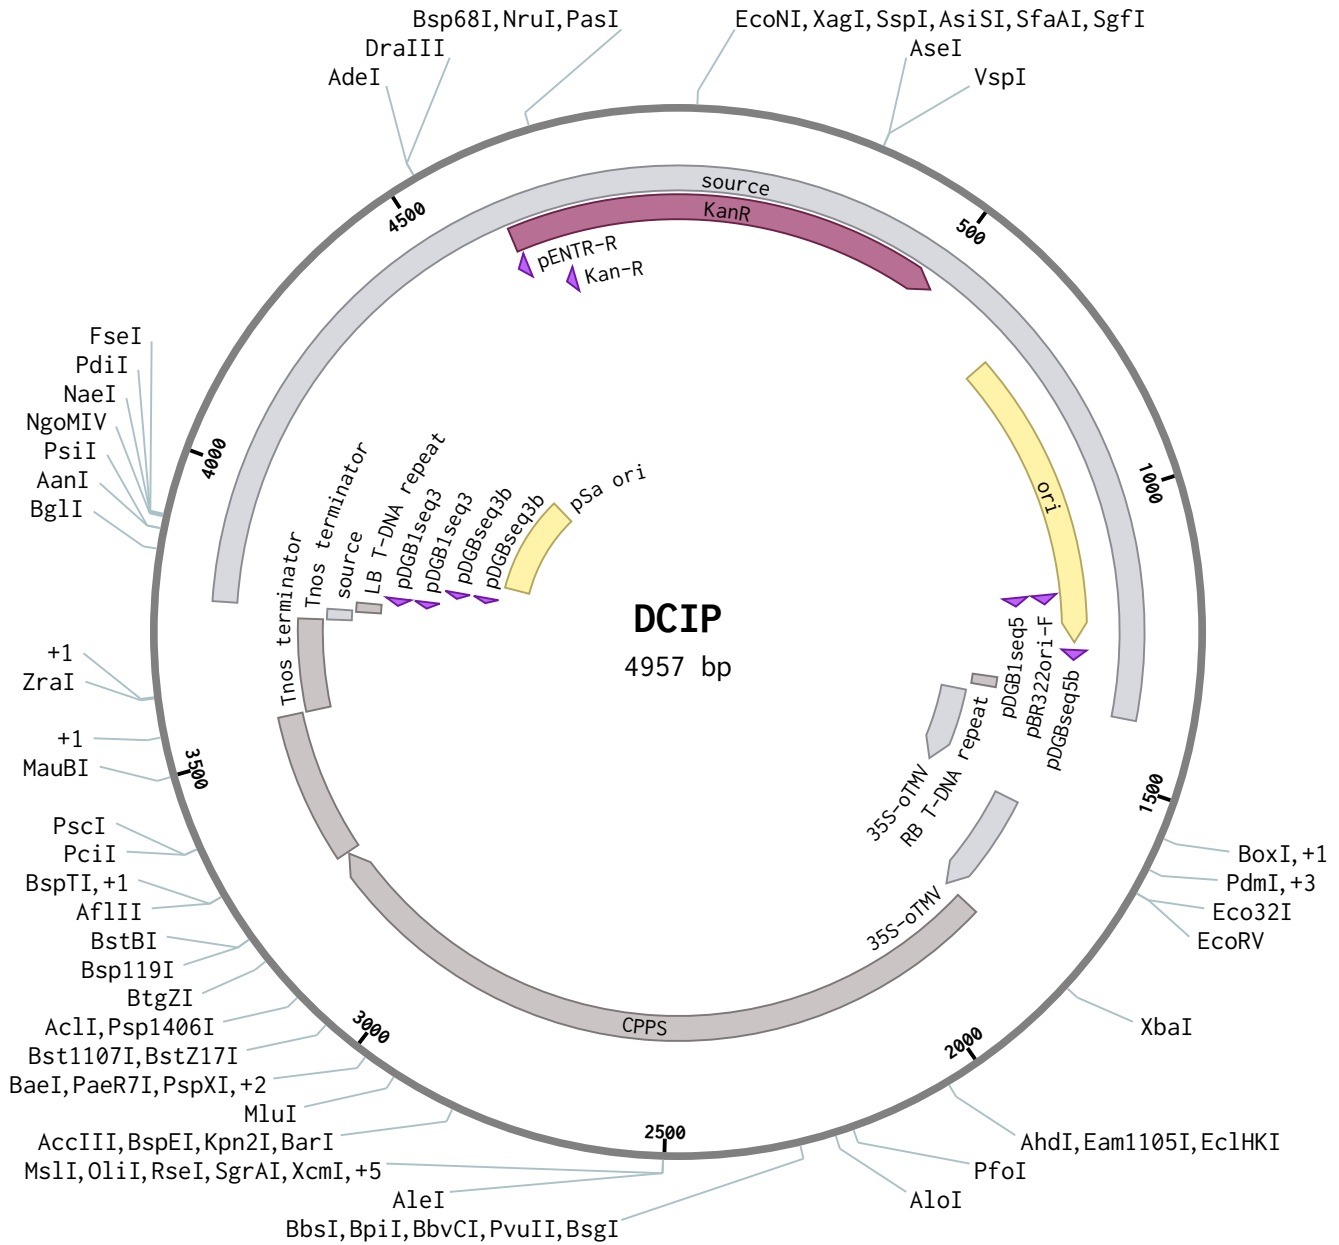 Bsp68I,NruI,PasI
EcoNI,XagI,SspI,AsiSI,SfaAI,SgfI
DraIII
AseI
AdeI
VspI
source
KanR
4500
500
pENTR-R
Kan-R
FseI
PdiI
NaeI
NgoMIV
PsiI
AanI
BglI
4000
1000
Tnos terminator
Tnos terminator
source
LB T-DNA repeat
pDGB1seq3
pDGB1seq3
pDGBseq3b
pDGBseq3b
pSa ori
ori
DCIP
4957 bp
pDGB1seq5
pBR322ori-F
pDGBseq5b
+1
ZraI
+1
MauBI
3500
1500
35S-oTMV
RB T-DNA repeat
PscI
PciI
BspTI,+1
AflII
BstBI
Bsp119I
BtgZI
AclI,Psp1406I
Bst1107I,BstZ17I
BaeI,PaeR7I,PspXI,+2
MluI
AccIII,BspEI,Kpn2I,BarI
MslI,OliI,RseI,SgrAI,XcmI,+5
AleI
BbsI,BpiI,BbvCI,PvuII,BsgI
BoxI,+1
PdmI,+3
Eco32I
EcoRV
35S-oTMV
CPPS
3000
2000
XbaI
2500
AhdI,Eam1105I,EclHKI
PfoI
AloI